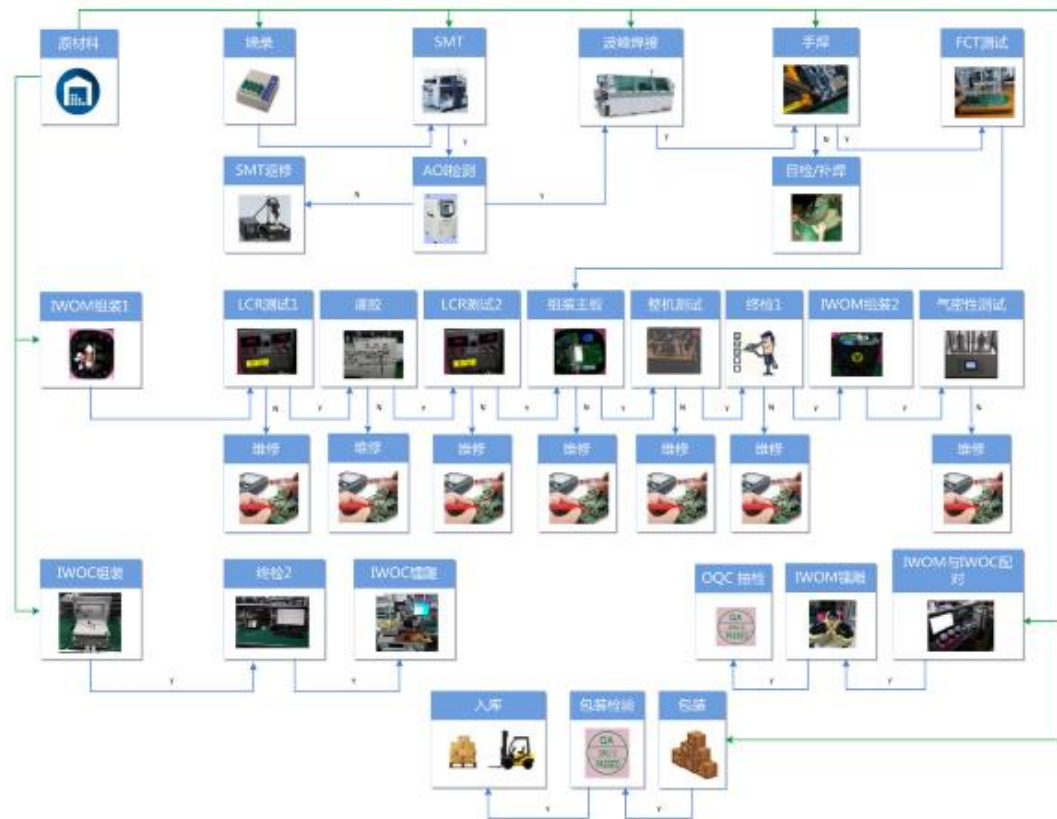 原材料
烧录
SMT
波峰焊接
手焊
FCT测试
Y
N
Y
Y
SMT返修
AOI检测
目检/补焊
N
Y
IWOM组装1
LCR测试1
灌胶
LCR测试2
组装主板
整机测试
终检1
IWOM组装2
气密性测试
N
Y
N
Y
N
Y
N
Y
N
Y
N
Y
Y
N
维修
维修
维修
维修
维修
维修
维修
IWOC组装
终检2
IWOC镭雕
OQC 抽检
IWOM镭雕
IWOM与IWOC配
对
QA
Y
Y
Y
Y
入库
包装检验
包装
QA
Y
Y